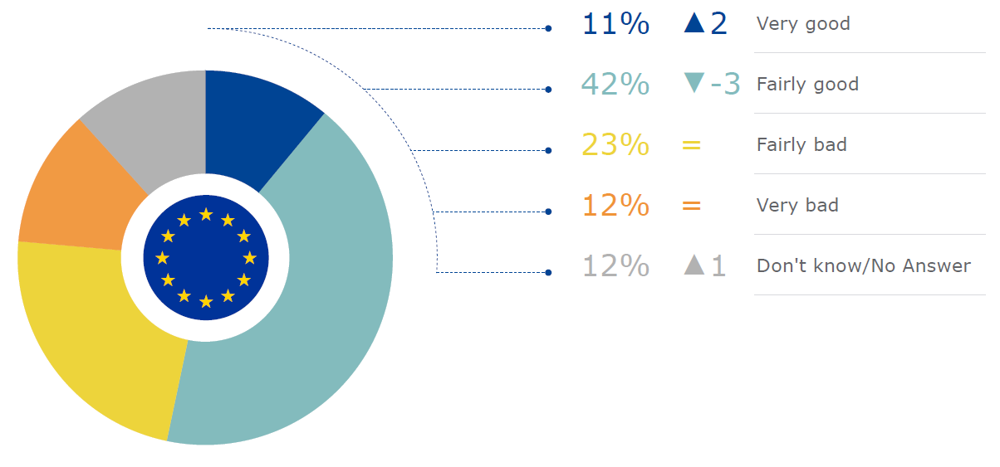 11% ▲2 Very good
42% ▼-3 Fairly good
23% = Fairly bad
12% = Very bad
12% ▲1 Don't know/No Answer